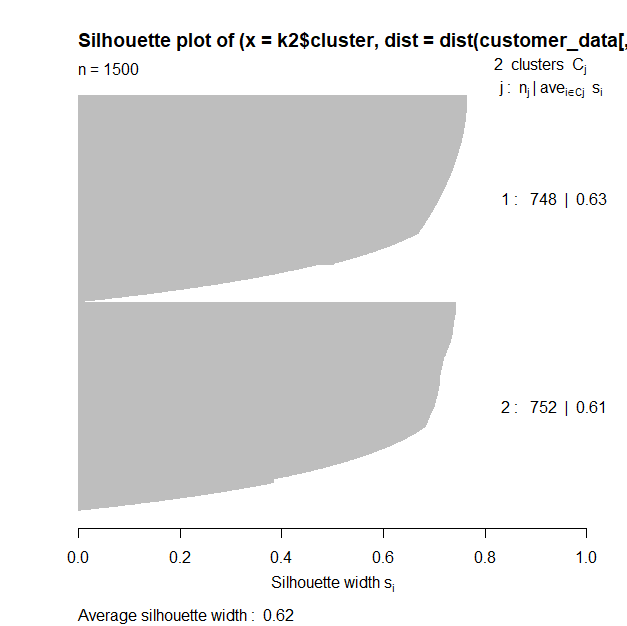 Silhouette plot of (x = k2$cluster, dist = dist(customer_data[,
n = 1500
2 clusters Cj
j : nj | avei∈Cj si
1 : 748 | 0.63
2 : 752 | 0.61
0.0 0.2 0.4 0.6 0.8 1.0
Silhouette width si
Average silhouette width : 0.62